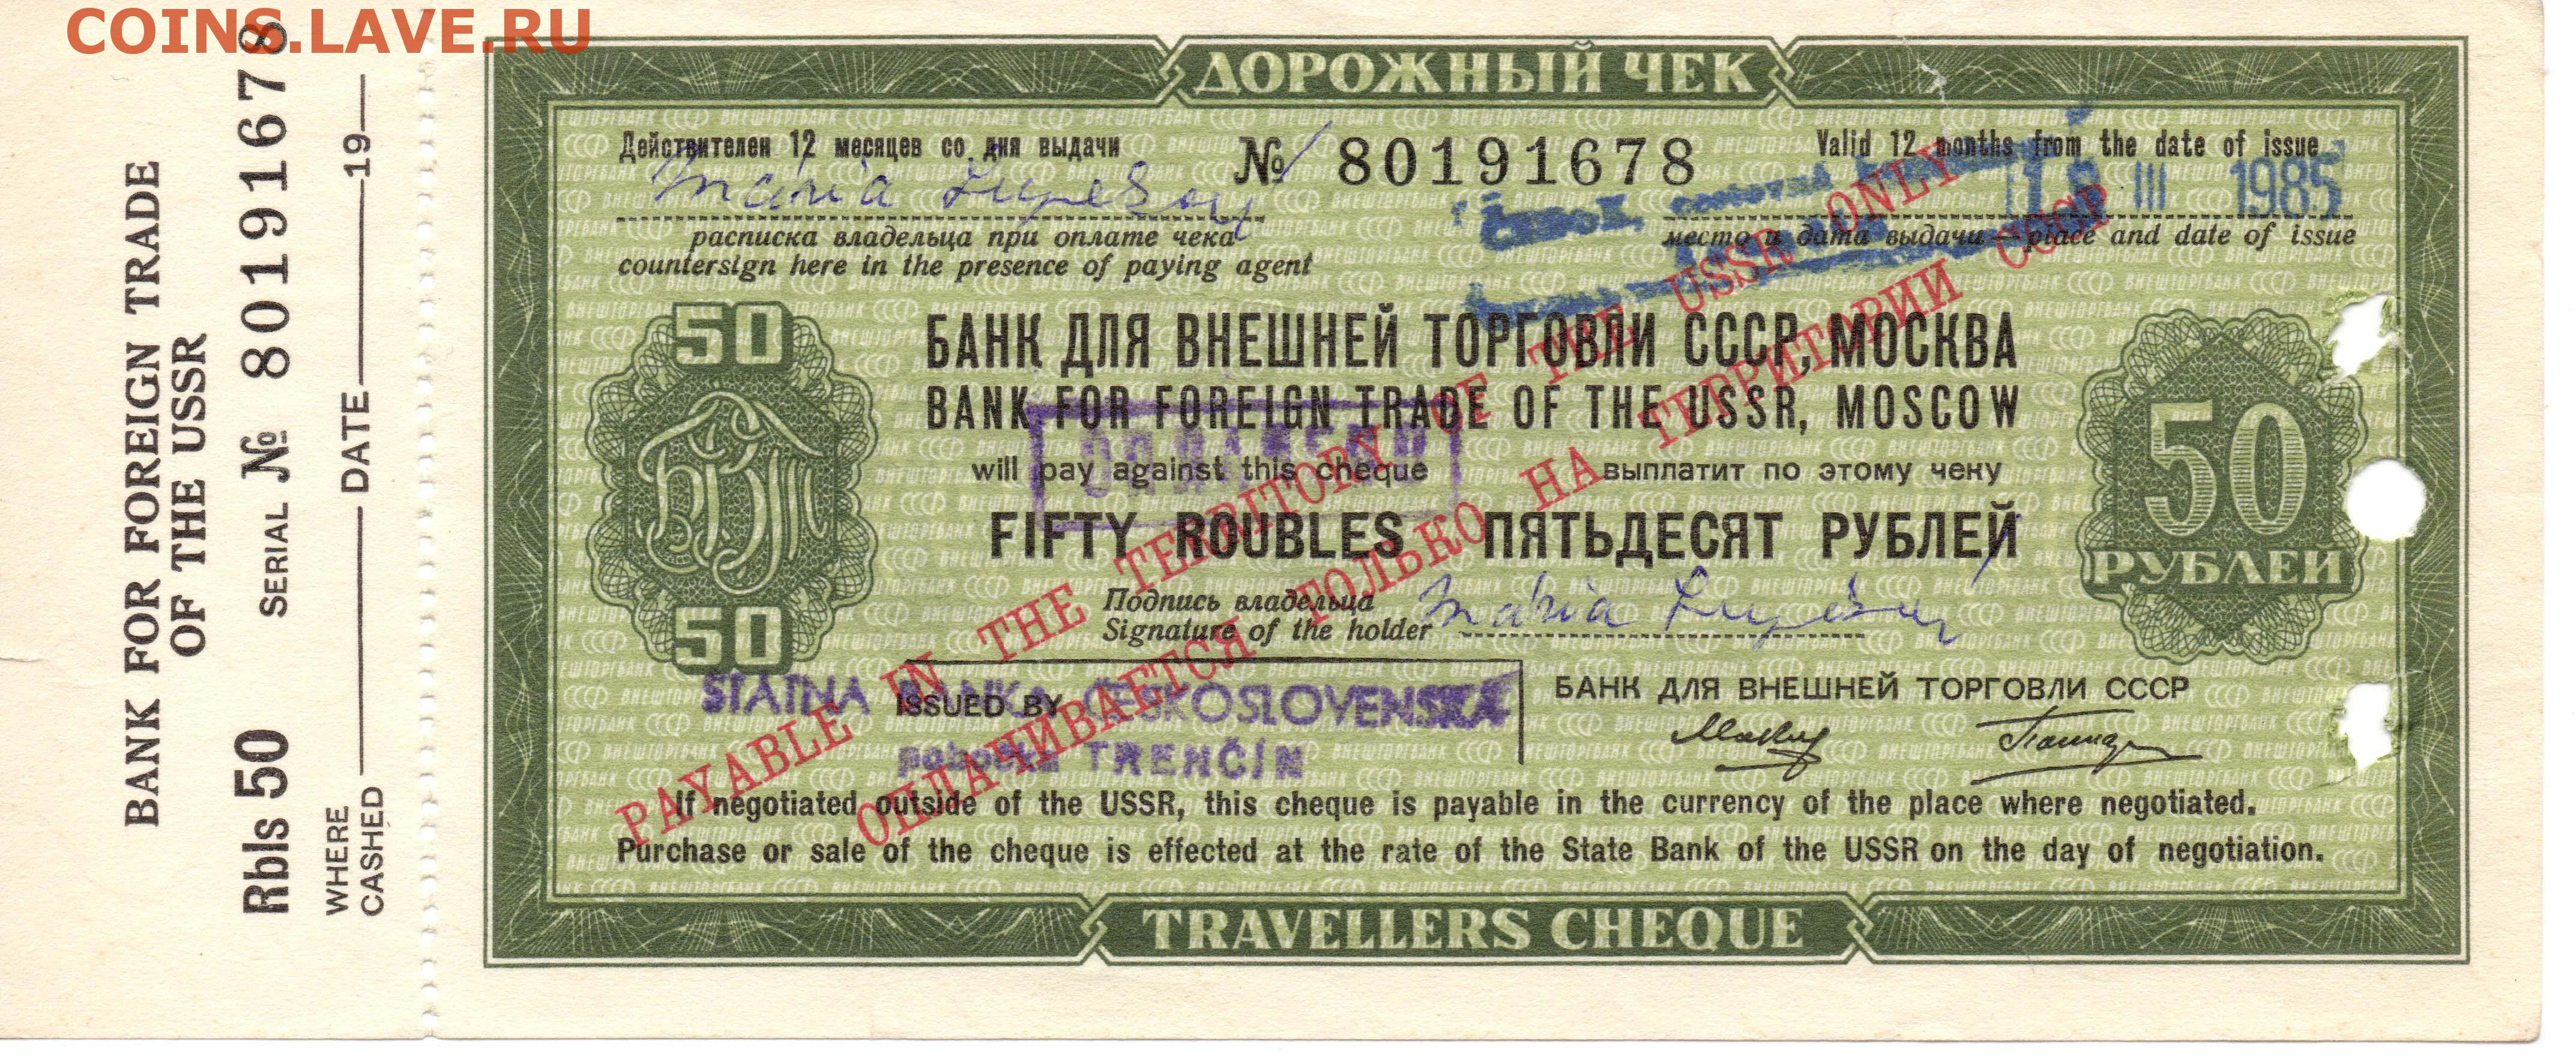 COINS.LAVE.RU
BANK FOR FOREIGN TRADE
OF THE USSR
SERIAL № 80191678
Rbls 50
DATE 19
WHERE
CASHED
ДОРОЖНЫЙ ЧЕК
Действителен 12 месяцев со дня выдачи
№ 80191678
Valid 12 months from the date of issue
Maria
III 1985
расписка владельца при оплате чека
место и дата выдачи — place and date of issue
countersign here in the presence of paying agent
50
БАНК ДЛЯ ВНЕШНЕЙ ТОРГОВЛИ СССР, МОСКВА
BANK FOR FOREIGN TRADE OF THE USSR, MOSCOW
will pay against this cheque
выплатит по этому чеку
БВТ
50
РУБЛЕЙ
FIFTY ROUBLES ПЯТЬДЕСЯТ РУБЛЕЙ
50
Подпись владельца
Signature of the holder
Maria
PAYABLE IN THE TERRITORY OF THE USSR ONLY
ОПЛАЧИВАЕТСЯ ТОЛЬКО НА ТЕРРИТОРИИ СССР
ISSUED BY
STÁTNA BANKA ČESKOSLOVENSKÁ
pobočka TRENČÍN
БАНК ДЛЯ ВНЕШНЕЙ ТОРГОВЛИ СССР
If negotiated outside of the USSR, this cheque is payable in the currency of the place where negotiated.
Purchase or sale of the cheque is effected at the rate of the State Bank of the USSR on the day of negotiation.
TRAVELLERS CHEQUE